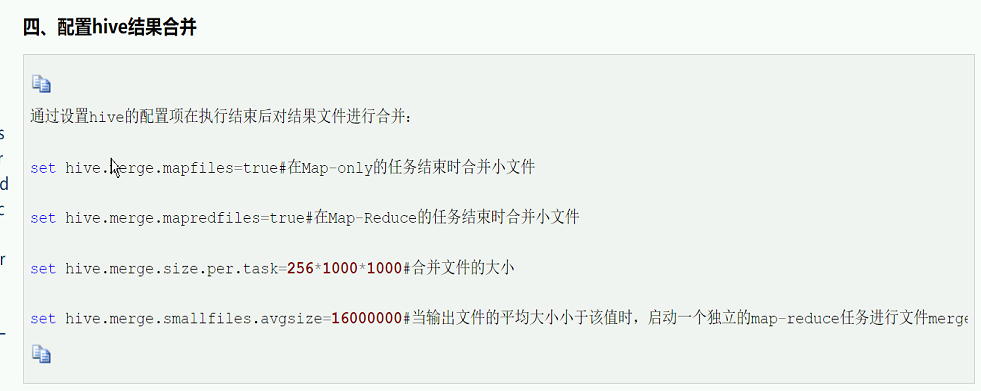 四、配置hive结果合并
通过设置hive的配置项在执行结束后对结果文件进行合并:
set hive.merge.mapfiles=true#在Map-only的任务结束时合并小文件
set hive.merge.mapredfiles=true#在Map-Reduce的任务结束时合并小文件
set hive.merge.size.per.task=256*1000*1000#合并文件的大小
set hive.merge.smallfiles.avgsize=16000000#当输出文件的平均大小小于该值时，启动一个独立的map-reduce任务进行文件merge